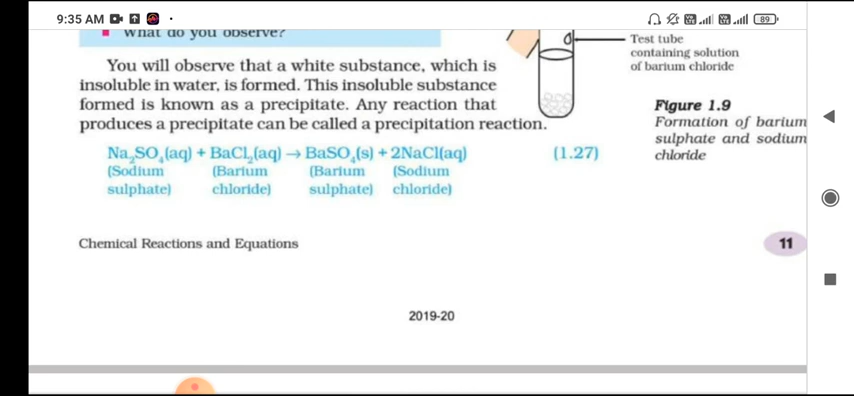 9:35 AM
89
What do you observe?
Test tube
containing solution
of barium chloride
You will observe that a white substance, which is
insoluble in water, is formed. This insoluble substance
formed is known as a precipitate. Any reaction that
produces a precipitate can be called a precipitation reaction.
Figure 1.9
Formation of barium
sulphate and sodium
chloride
Na₂SO₄(aq) + BaCl₂(aq) → BaSO₄(s) + 2NaCl(aq) (1.27)
(Sodium (Barium (Barium (Sodium
sulphate) chloride) sulphate) chloride)
Chemical Reactions and Equations 11
2019-20